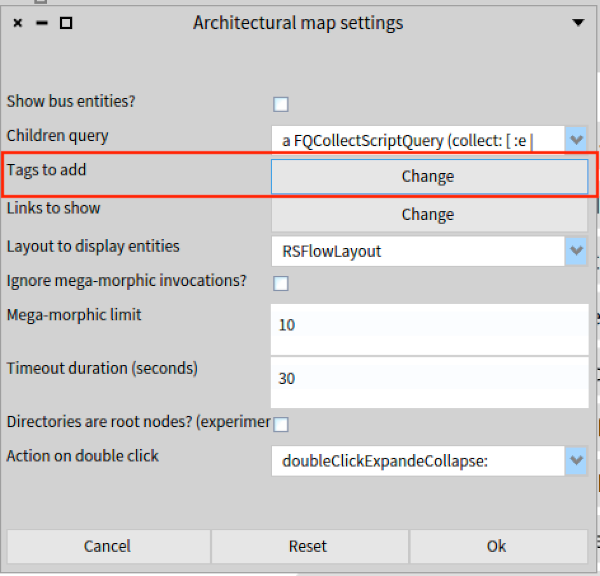 Architectural map settings
Show bus entities?
Children query a FQCollectScriptQuery (collect: [ :e |
Tags to add Change
Links to show Change
Layout to display entities RSFlowLayout
Ignore mega-morphic invocations?
Mega-morphic limit 10
Timeout duration (seconds) 30
Directories are root nodes? (experimer
Action on double click doubleClickExpandeCollapse:
Cancel Reset Ok